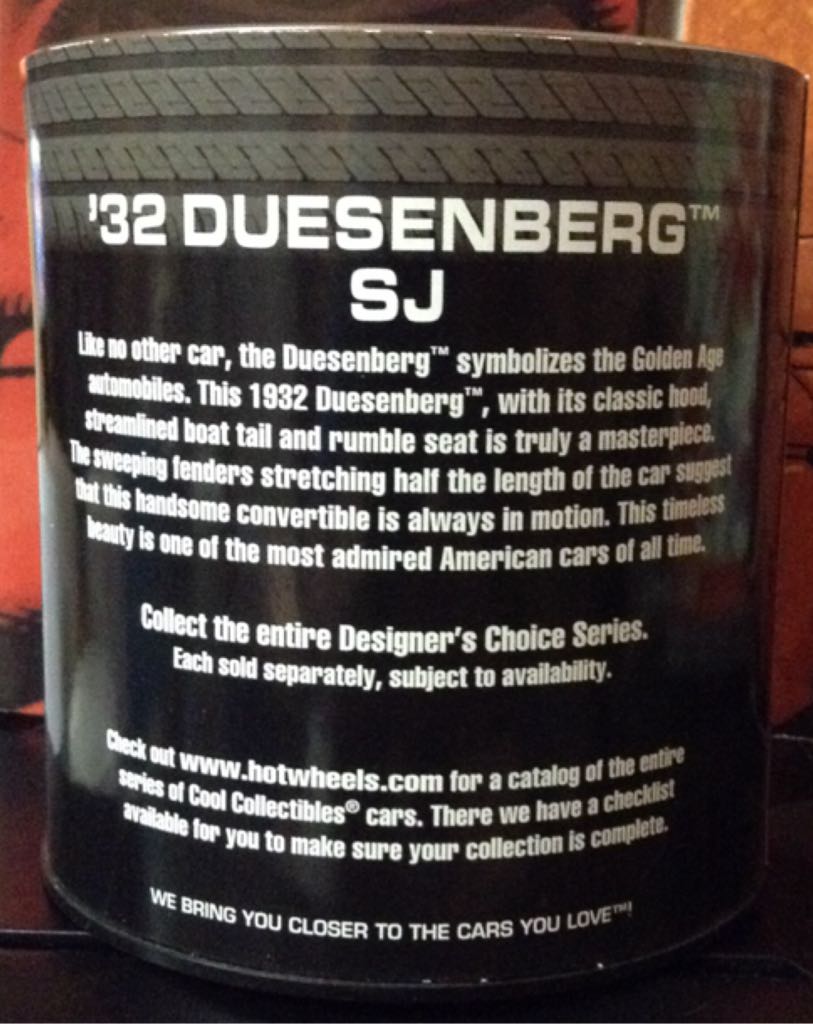 '32 DUESENBERG™
SJ
Like no other car, the Duesenberg™ symbolizes the Golden Age
automobiles. This 1932 Duesenberg™, with its classic hood,
streamlined boat tail and rumble seat is truly a masterpiece.
The sweeping fenders stretching half the length of the car suggest
that this handsome convertible is always in motion. This timeless
beauty is one of the most admired American cars of all time.
Collect the entire Designer's Choice Series.
Each sold separately, subject to availability.
Check out www.hotwheels.com for a catalog of the entire
series of Cool Collectibles® cars. There we have a checklist
available for you to make sure your collection is complete.
WE BRING YOU CLOSER TO THE CARS YOU LOVE™!